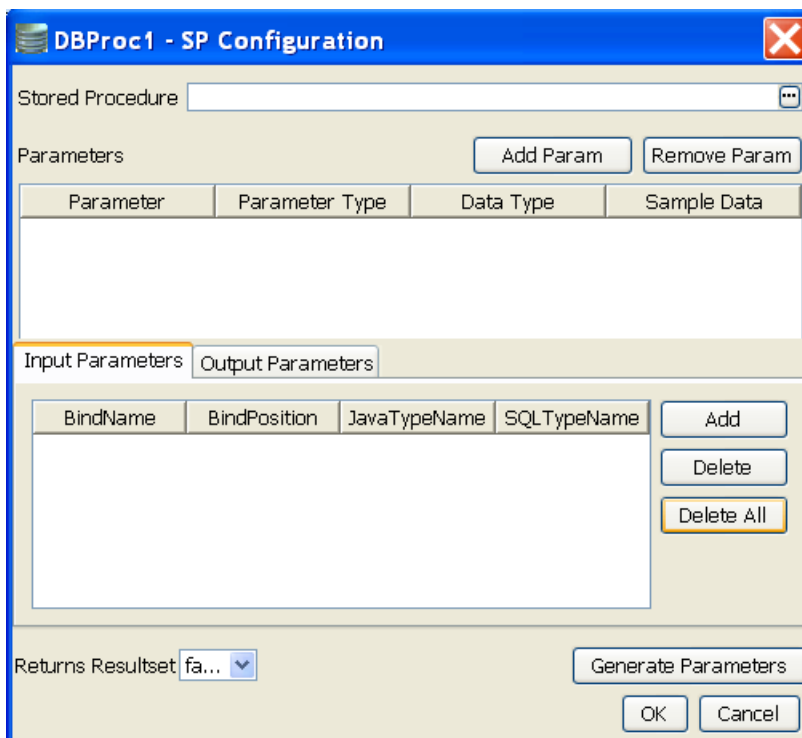 DBProc1 - SP Configuration
Stored Procedure
Parameters Add Param Remove Param
Parameter Parameter Type Data Type Sample Data
Input Parameters Output Parameters
BindName BindPosition JavaTypeName SQLTypeName Add
Delete
Delete All
Returns Resultset fa... Generate Parameters
OK Cancel